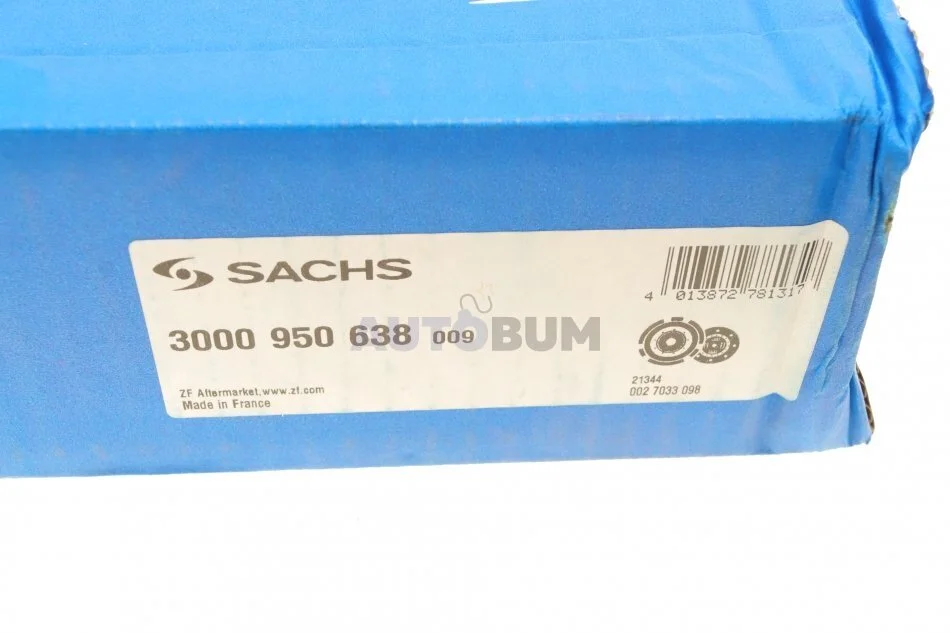 SACHS
4 013872 781317
3000 950 638 009
AUTOBUM
21344
002 7033 098
ZF Aftermarket, www.zf.com
Made in France